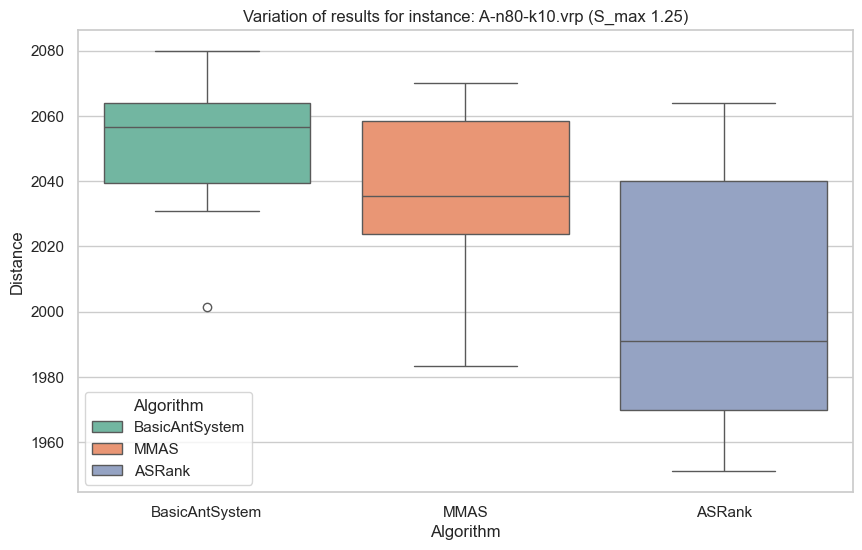 Variation of results for instance: A-n80-k10.vrp (S_max 1.25)
Distance
2080
2060
2040
2020
2000
1980
1960
Algorithm
BasicAntSystem
MMAS
ASRank
BasicAntSystem
MMAS
ASRank
Algorithm